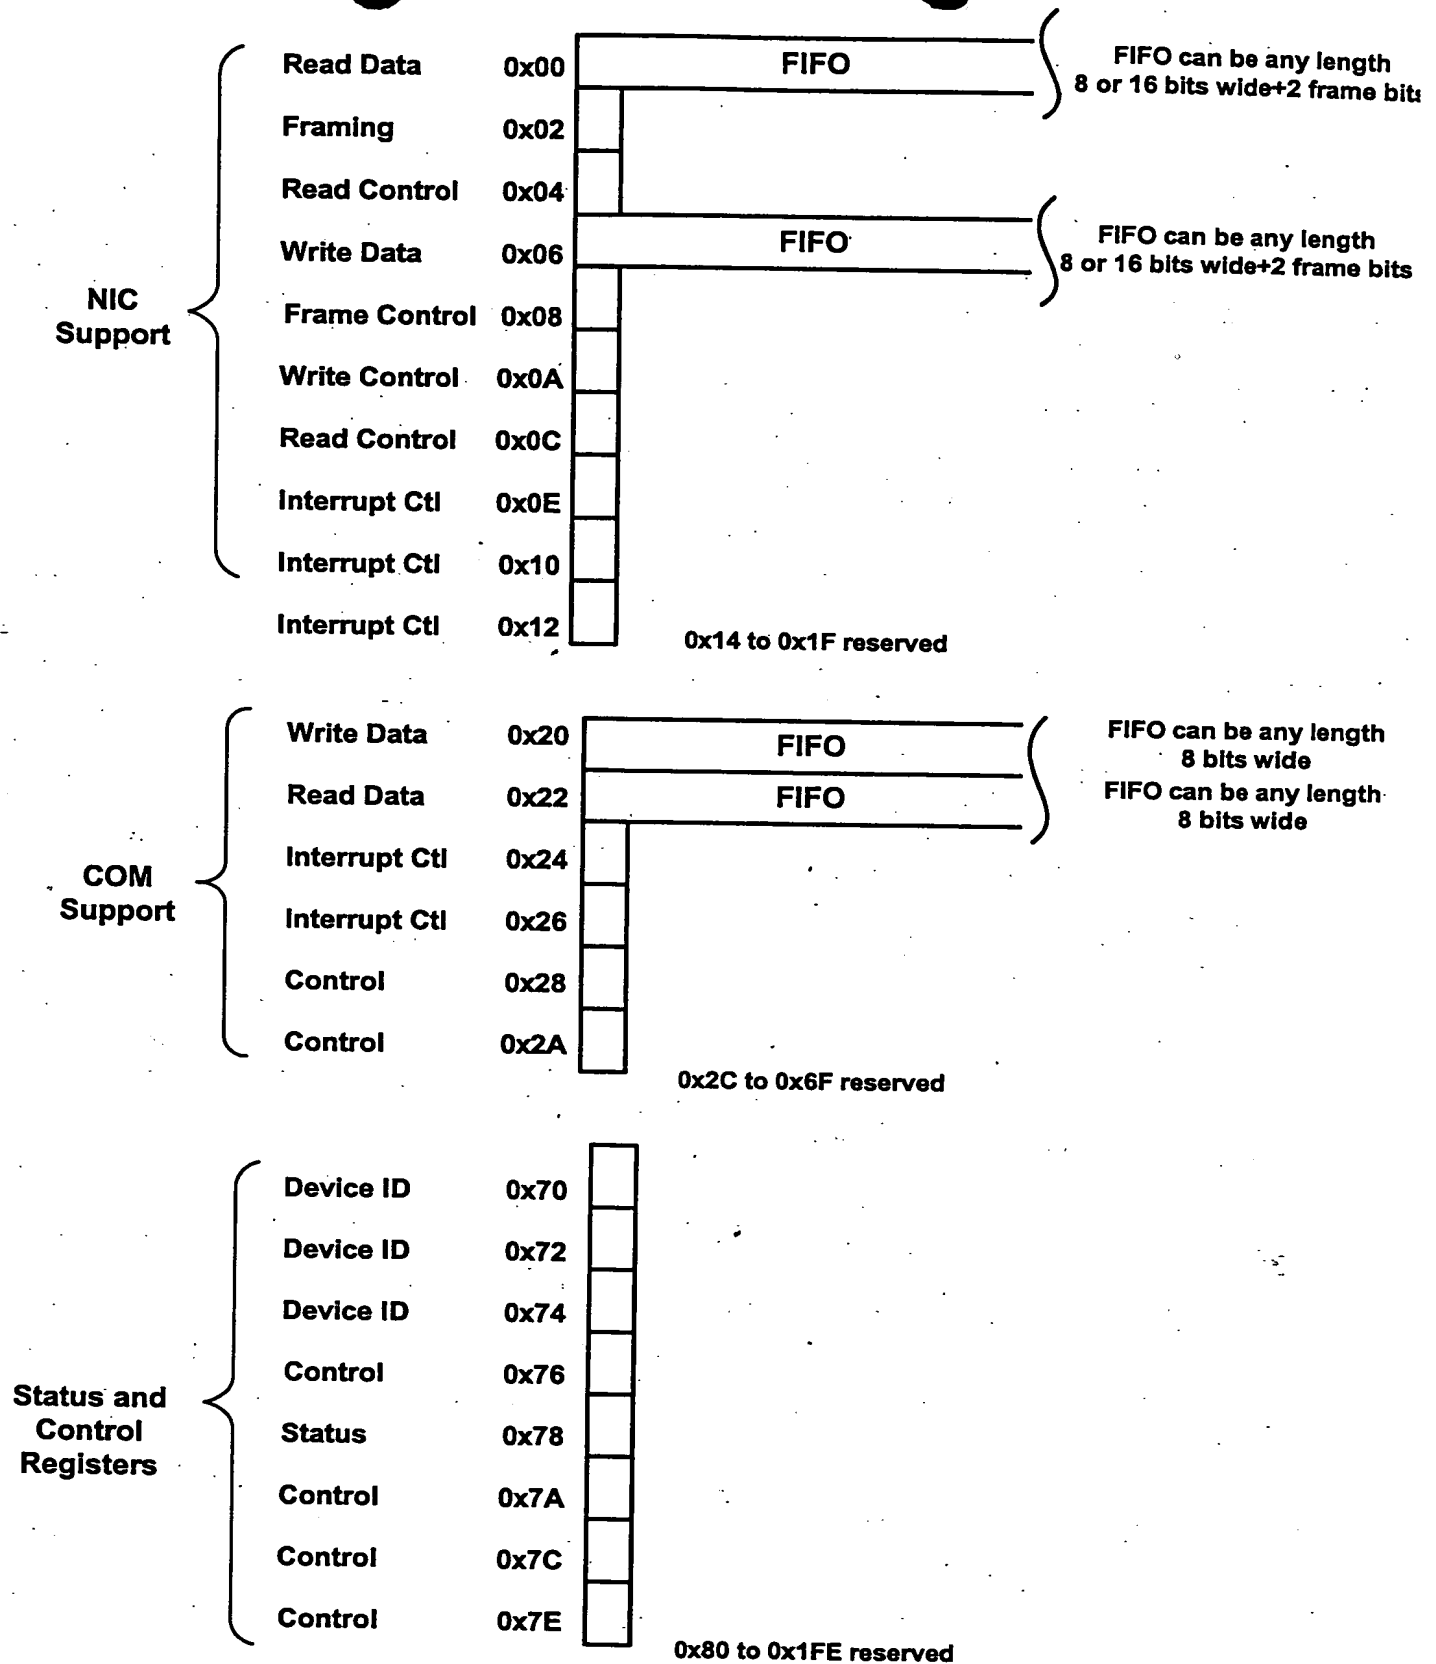 Read Data 0x00 FIFO FIFO can be any length
8 or 16 bits wide+2 frame bits
Framing 0x02
Read Control 0x04
Write Data 0x06 FIFO FIFO can be any length
8 or 16 bits wide+2 frame bits
NIC
Support
Frame Control 0x08
Write Control 0x0A
Read Control 0x0C
Interrupt Ctl 0x0E
Interrupt Ctl 0x10
Interrupt Ctl 0x12
0x14 to 0x1F reserved
Write Data 0x20 FIFO FIFO can be any length
8 bits wide
Read Data 0x22 FIFO FIFO can be any length
8 bits wide
COM
Support
Interrupt Ctl 0x24
Interrupt Ctl 0x26
Control 0x28
Control 0x2A
0x2C to 0x6F reserved
Device ID 0x70
Device ID 0x72
Device ID 0x74
Control 0x76
Status and
Control
Registers
Status 0x78
Control 0x7A
Control 0x7C
Control 0x7E
0x80 to 0x1FE reserved